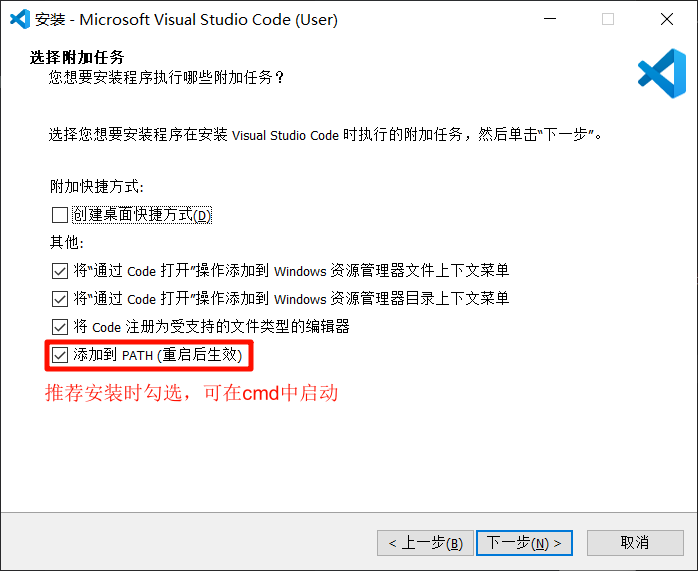 安装 - Microsoft Visual Studio Code (User)
选择附加任务
您想要安装程序执行哪些附加任务？
选择您想要安装程序在安装 Visual Studio Code 时执行的附加任务，然后单击“下一步”。
附加快捷方式:
创建桌面快捷方式(D)
其他:
将“通过 Code 打开”操作添加到 Windows 资源管理器文件上下文菜单
将“通过 Code 打开”操作添加到 Windows 资源管理器目录上下文菜单
将 Code 注册为受支持的文件类型的编辑器
添加到 PATH (重启后生效)
推荐安装时勾选，可在cmd中启动
< 上一步(B) 下一步(N) > 取消